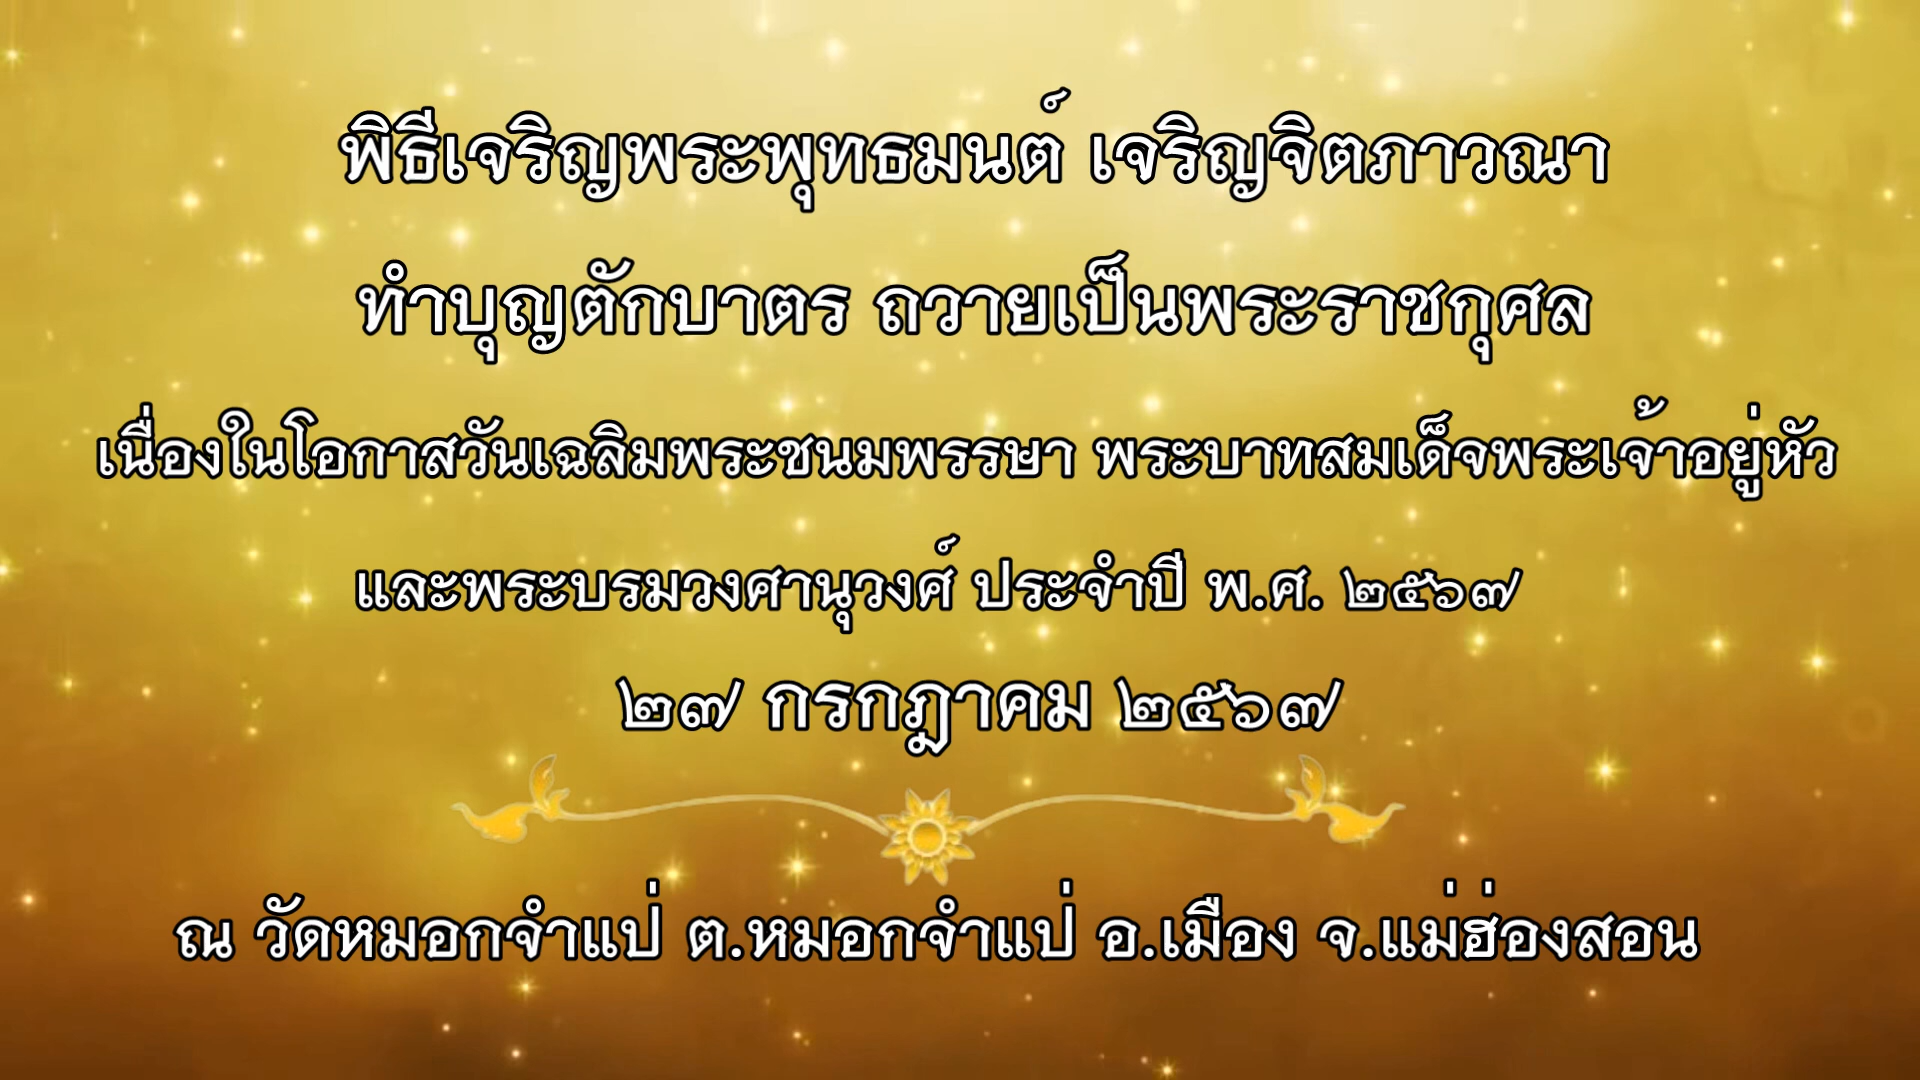 พิธีเจริญพระพุทธมนต์ เจริญจิตภาวณา
ทำบุญตักบาตร ถวายเป็นพระราชกุศล
เนื่องในโอกาสวันเฉลิมพระชนมพรรษา พระบาทสมเด็จพระเจ้าอยู่หัว
และพระบรมวงศานุวงศ์ ประจำปี พ.ศ. ๒๕๖๗
๒๗ กรกฎาคม ๒๕๖๗
ณ วัดหมอกจำแป่ ต.หมอกจำแป่ อ.เมือง จ.แม่ฮ่องสอน